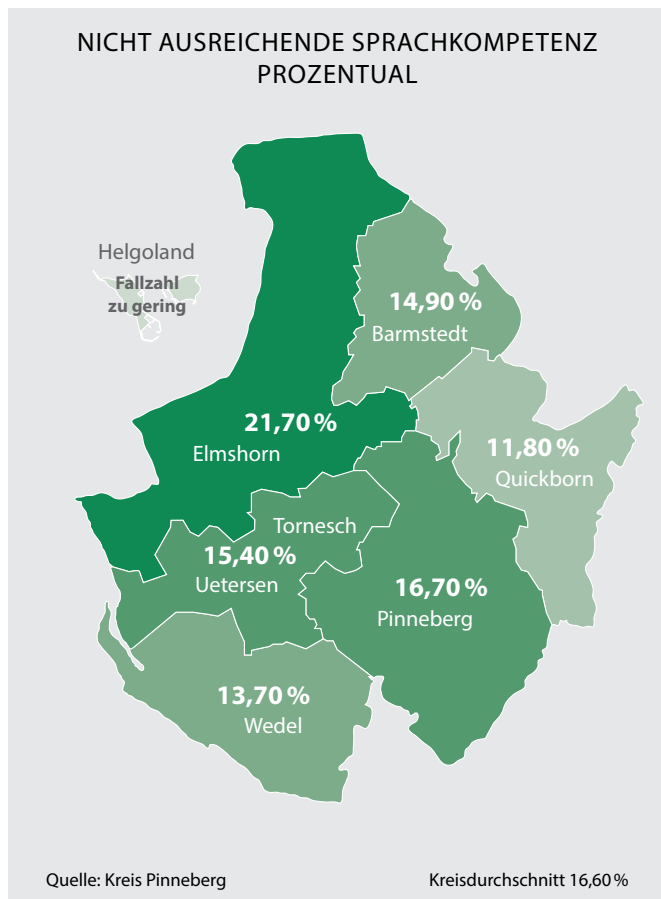 NICHT AUSREICHENDE SPRACHKOMPETENZ
PROZENTUAL
Helgoland
Fallzahl
zu gering
14,90 %
Barmstedt
21,70 %
Elmshorn
11,80 %
Quickborn
Tornesch
15,40 %
Uetersen
16,70 %
Pinneberg
13,70 %
Wedel
Quelle: Kreis Pinneberg
Kreisdurchschnitt 16,60 %